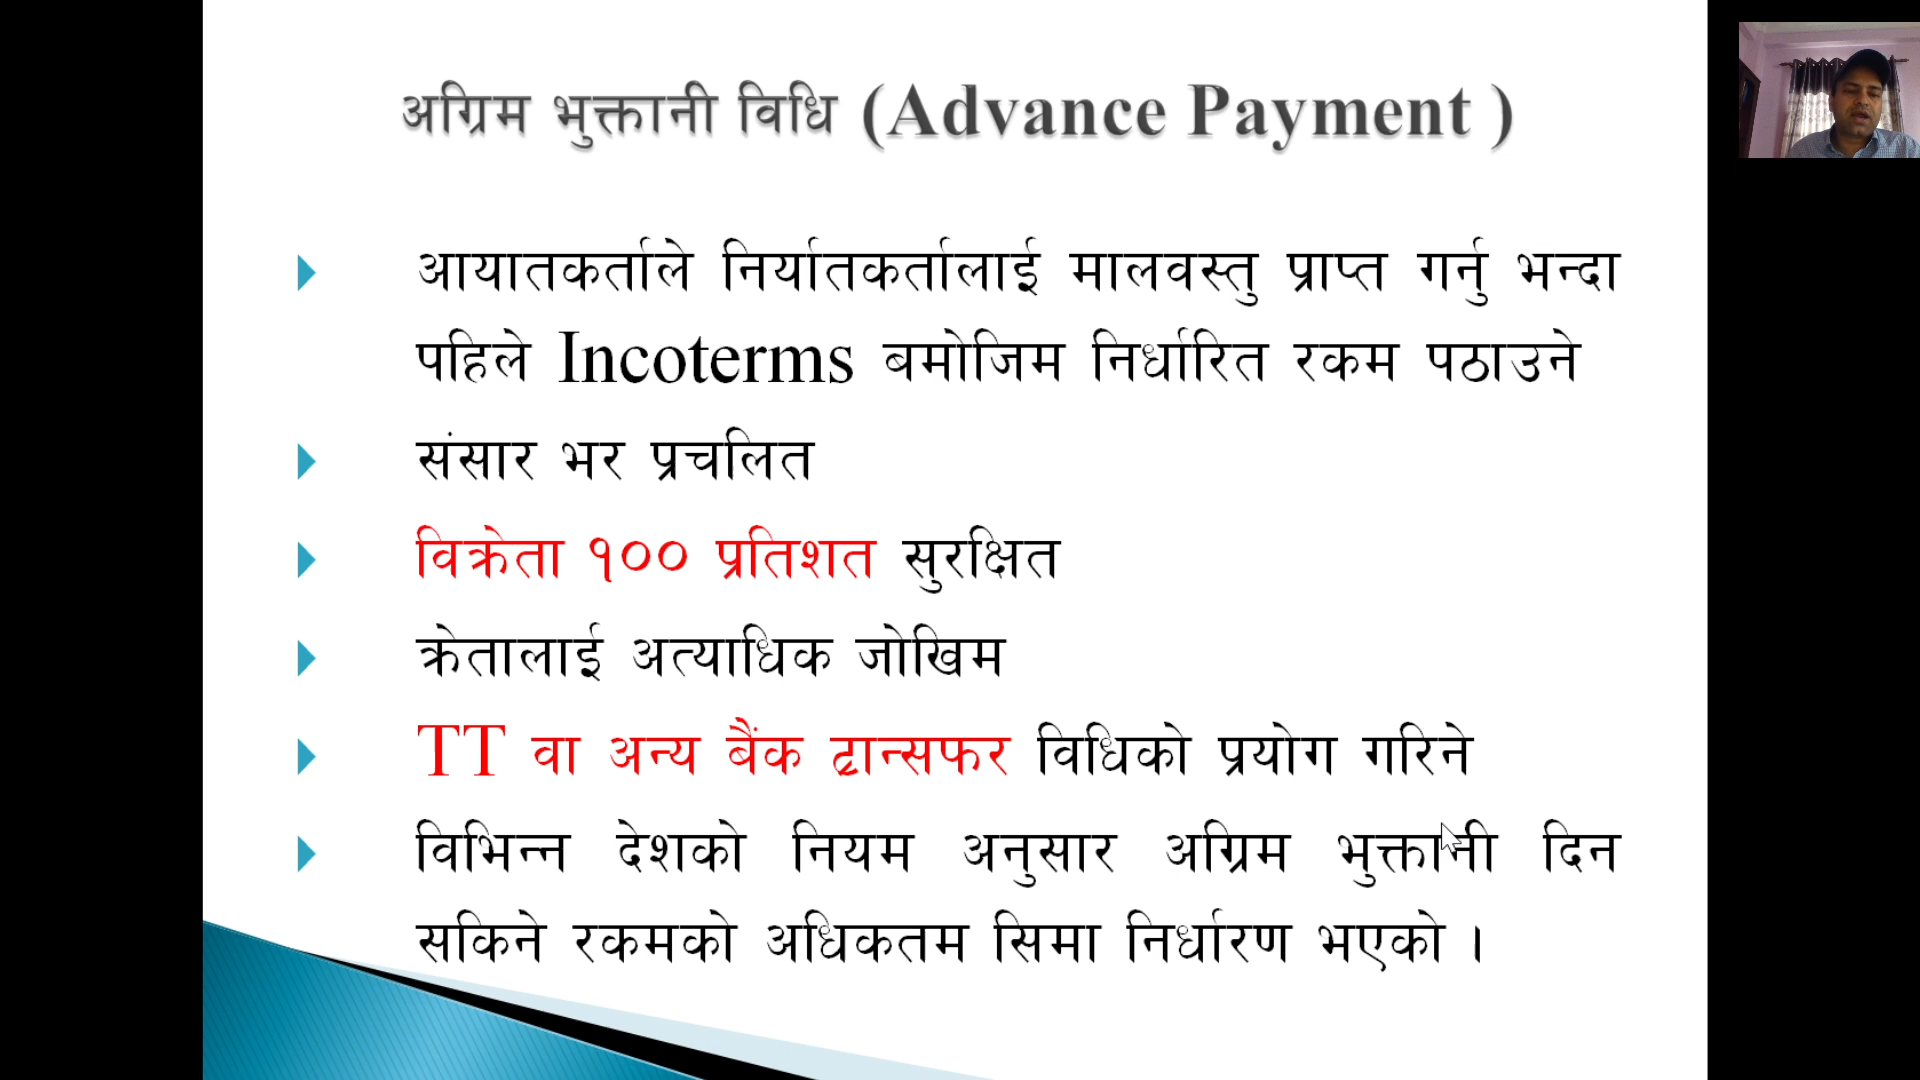 अग्रिम भुक्तानी विधि (Advance Payment )
आयातकर्ताले निर्यातकर्तालाई मालवस्तु प्राप्त गर्नु भन्दा
पहिले Incoterms बमोजिम निर्धारित रकम पठाउने
संसार भर प्रचलित
विक्रेता १०० प्रतिशत सुरक्षित
क्रेतालाई अत्याधिक जोखिम
TT वा अन्य बैंक ट्रान्सफर विधिको प्रयोग गरिने
विभिन्न देशको नियम अनुसार अग्रिम भुक्तानी दिन
सकिने रकमको अधिकतम सिमा निर्धारण भएको ।